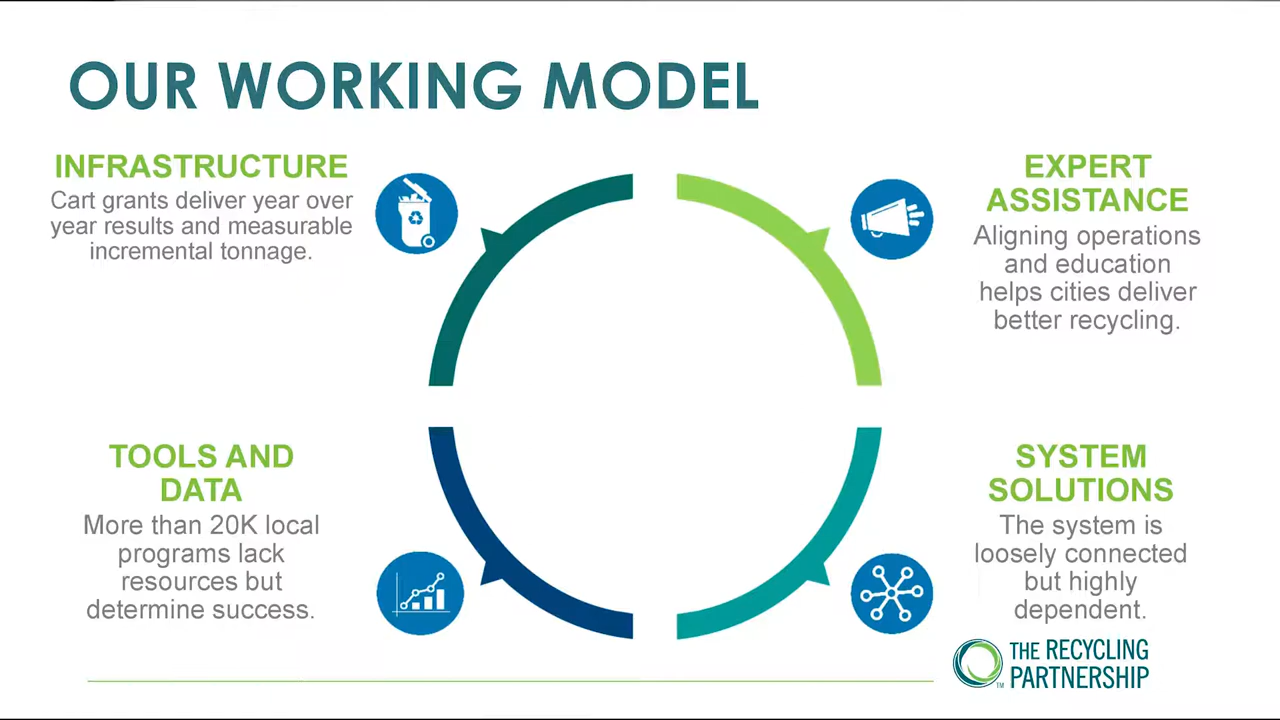 OUR WORKING MODEL
INFRASTRUCTURE
Cart grants deliver year over
year results and measurable
incremental tonnage.
EXPERT
ASSISTANCE
Aligning operations
and education
helps cities deliver
better recycling.
TOOLS AND
DATA
More than 20K local
programs lack
resources but
determine success.
SYSTEM
SOLUTIONS
The system is
loosely connected
but highly
dependent.
THE RECYCLING
PARTNERSHIP
TM